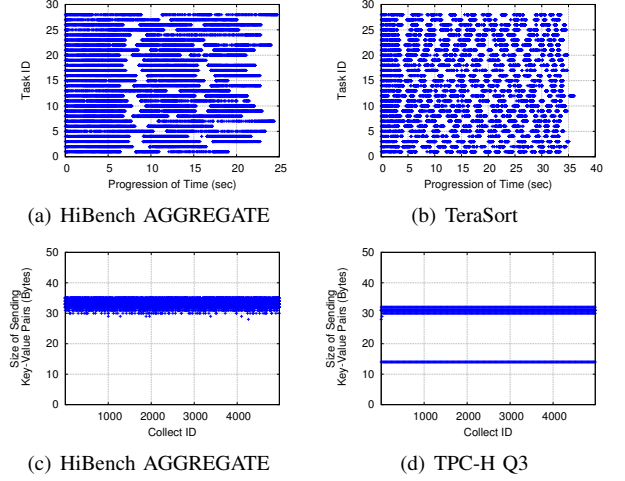 30
25
20
15
10
5
0
Task ID
0 5 10 15 20 25
Progression of Time (sec)
(a) HiBench AGGREGATE
30
25
20
15
10
5
0
Task ID
0 5 10 15 20 25 30 35 40
Progression of Time (sec)
(b) TeraSort
50
40
30
20
10
0
Size of Sending
Key-Value Pairs (Bytes)
1000 2000 3000 4000
Collect ID
(c) HiBench AGGREGATE
50
40
30
20
10
0
Size of Sending
Key-Value Pairs (Bytes)
1000 2000 3000 4000
Collect ID
(d) TPC-H Q3